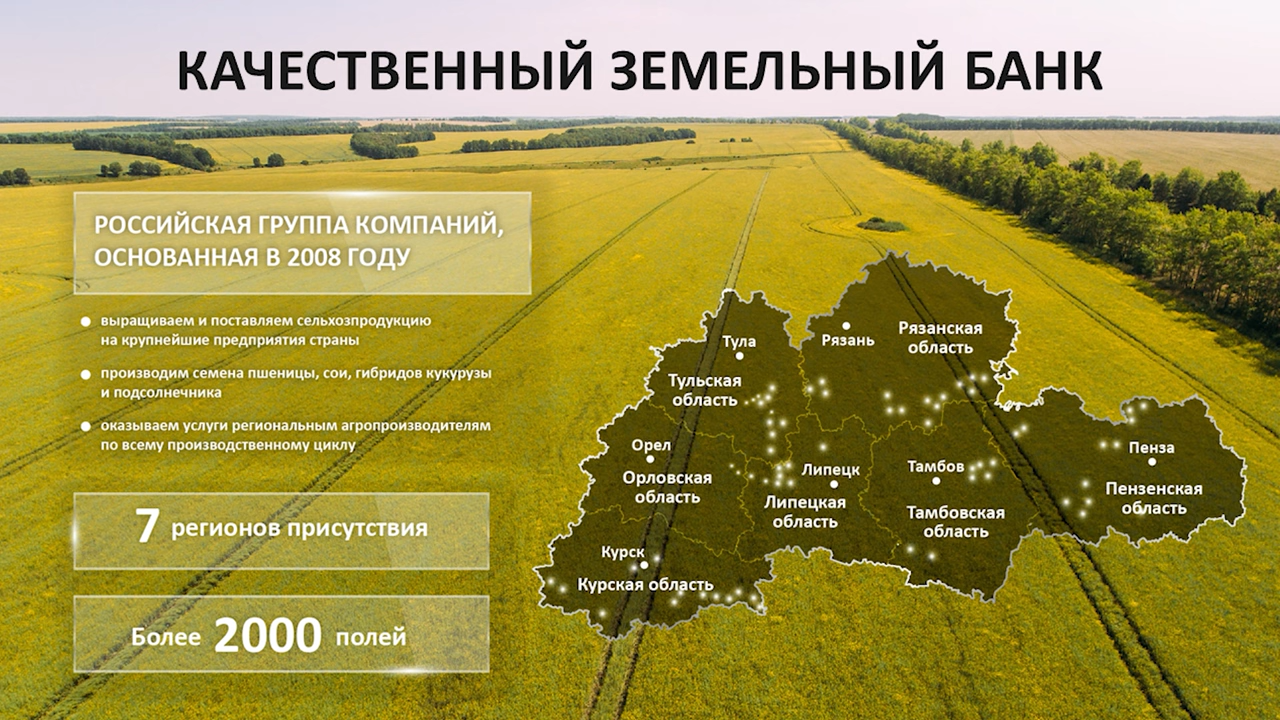 КАЧЕСТВЕННЫЙ ЗЕМЕЛЬНЫЙ БАНК
РОССИЙСКАЯ ГРУППА КОМПАНИЙ,
ОСНОВАННАЯ В 2008 ГОДУ
выращиваем и поставляем сельхозпродукцию
на крупнейшие предприятия страны
производим семена пшеницы, сои, гибридов кукурузы
и подсолнечника
оказываем услуги региональным агропроизводителям
по всему производственному циклу
7 регионов присутствия
Более 2000 полей
Тула
Тульская
область
Рязань
Рязанская
область
Орел
Орловская
область
Липецк
Липецкая
область
Тамбов
Тамбовская
область
Пенза
Пензенская
область
Курск
Курская область